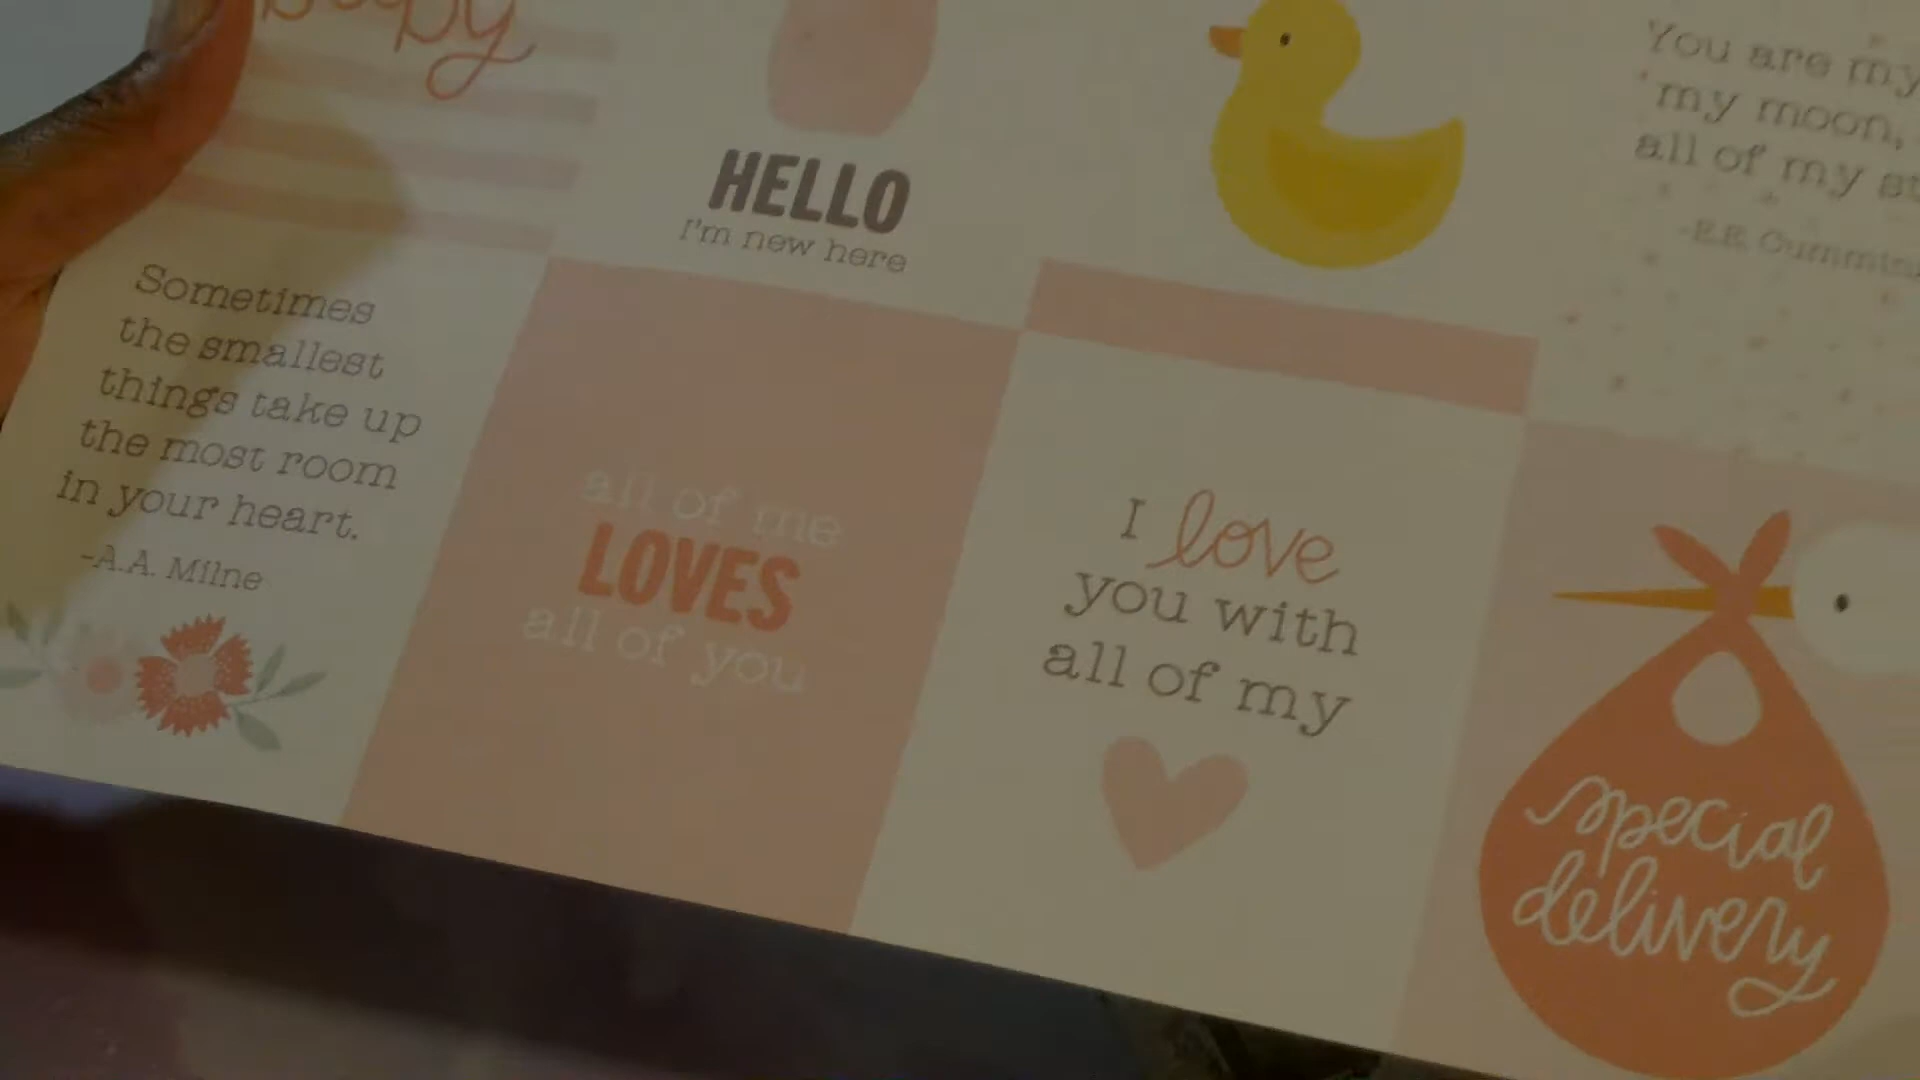 HELLO
I'm new here
You are my
my moon,
all of my
Sometimes
the smallest
things take up
the most room
in your heart.
-A.A. Milne
all of me
LOVES
all of you
I love
you with
all of my
special
delivery